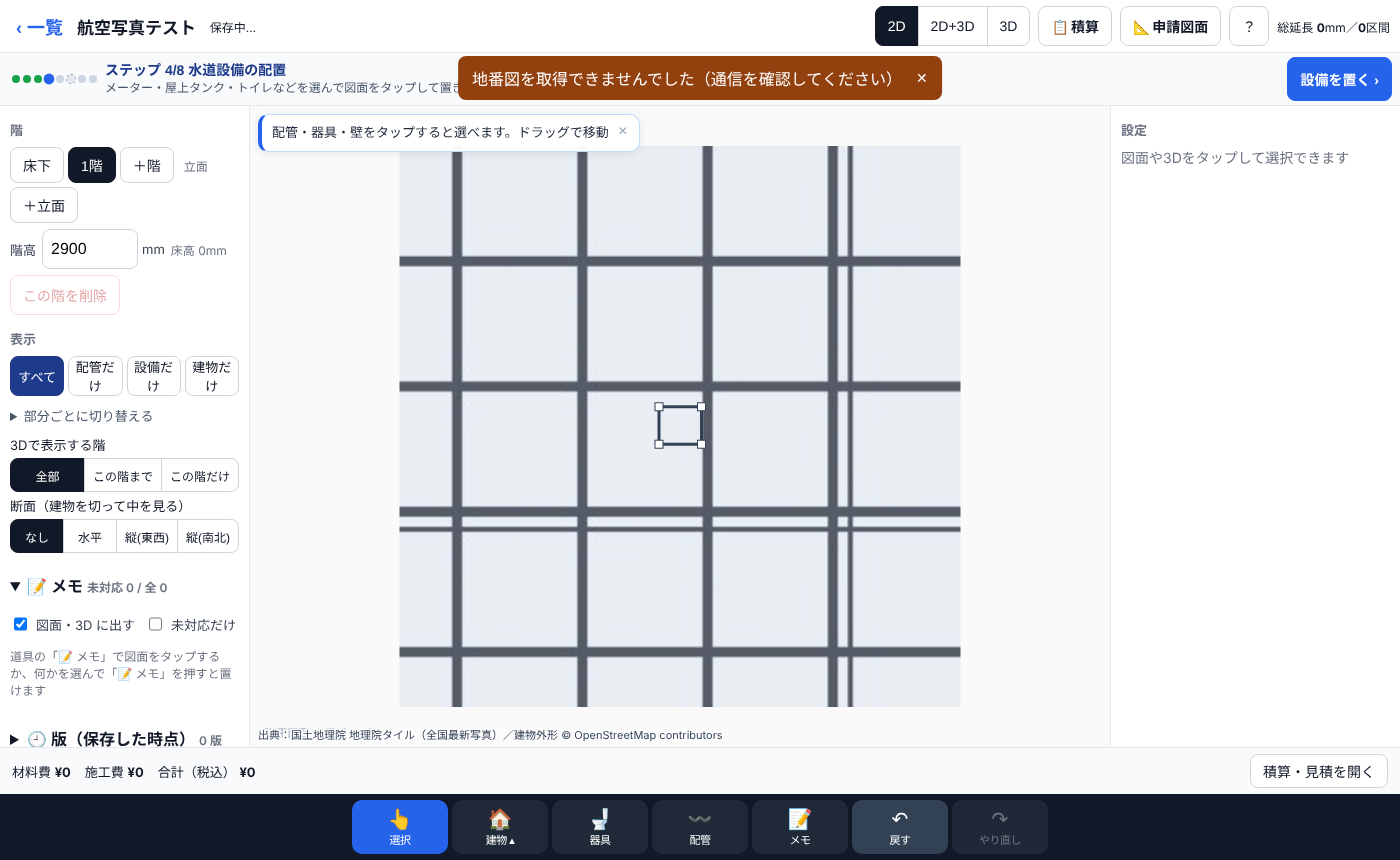 ‹ 一覧 航空写真テスト 保存中...
2D 2D+3D 3D 📋積算 📐申請図面 ? 総延長 0mm／0区間
ステップ 4/8 水道設備の配置
メーター・屋上タンク・トイレなどを選んで図面をタップして置き
地番図を取得できませんでした（通信を確認してください） ×
設備を置く ›
階
床下 1階 ＋階 立面
＋立面
階高 2900 mm 床高 0mm
この階を削除
表示
すべて 配管だけ 設備だけ 建物だけ
▶ 部分ごとに切り替える
3Dで表示する階
全部 この階まで この階だけ
断面（建物を切って中を見る）
なし 水平 縦(東西) 縦(南北)
▼ 📝 メモ 未対応 0 / 全 0
図面・3D に出す 未対応だけ
道具の「📝 メモ」で図面をタップする
か、何かを選んで「📝 メモ」を押すと置
けます
▶ 🕘 版（保存した時点） 0 版
配管・器具・壁をタップすると選べます。ドラッグで移動 ×
出典：国土地理院 地理院タイル（全国最新写真）／建物外形 © OpenStreetMap contributors
設定
図面や3Dをタップして選択できます
材料費 ¥0 施工費 ¥0 合計（税込） ¥0
積算・見積を開く
選択 建物▲ 器具 配管 メモ 戻す やり直し